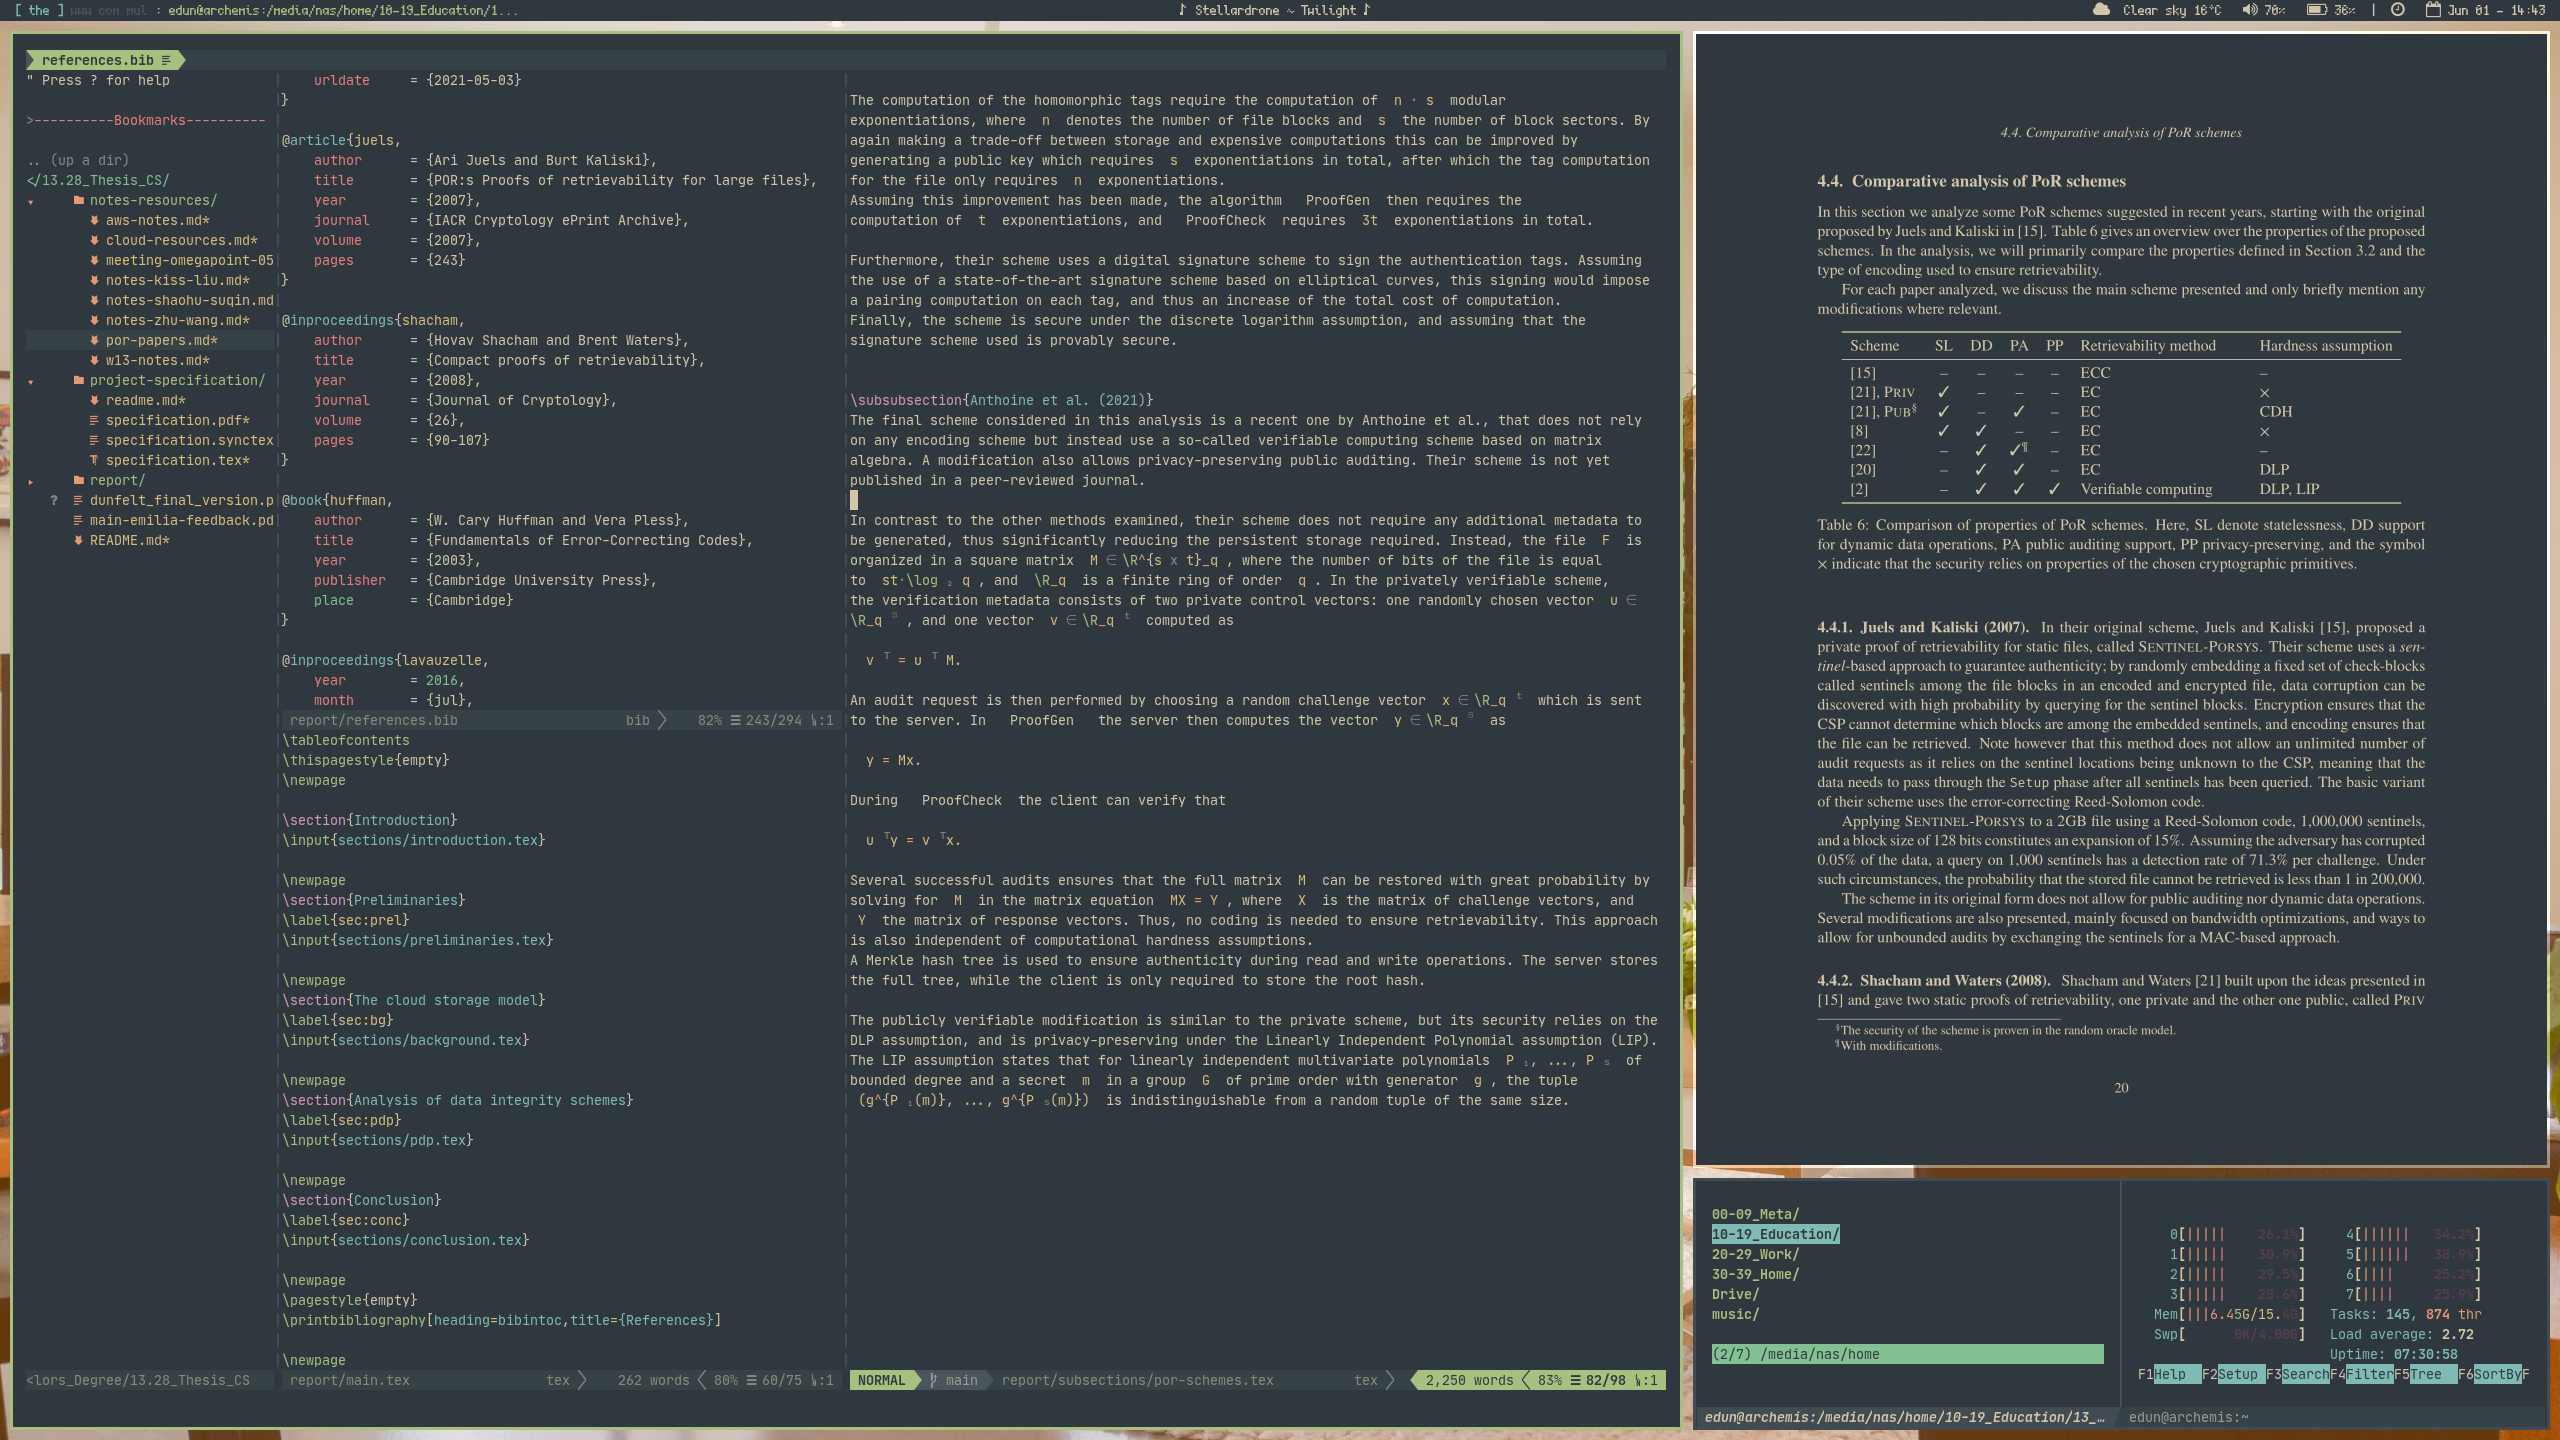 [ the ] www com mul : edun@archemis:/media/nas/home/10-19_Education/1...
♪ Stellardrone ~ Twilight ♪
Clear sky 16°C 70% 36% | Jun 01 - 14:43
references.bib
" Press ? for help
>----------Bookmarks----------
.. (up a dir)
</13.28_Thesis_CS/
notes-resources/
aws-notes.md*
cloud-resources.md*
meeting-omegapoint-05
notes-kiss-liu.md*
notes-shaohu-suqin.md
notes-zhu-wang.md*
por-papers.md*
w13-notes.md*
project-specification/
readme.md*
specification.pdf*
specification.synctex
specification.tex*
report/
? dunfelt_final_version.p
main-emilia-feedback.pd
README.md*
<lors_Degree/13.28_Thesis_CS
urldate = {2021-05-03}
}
@article{juels,
author = {Ari Juels and Burt Kaliski},
title = {POR:s Proofs of retrievability for large files},
year = {2007},
journal = {IACR Cryptology ePrint Archive},
volume = {2007},
pages = {243}
}
@inproceedings{shacham,
author = {Hovav Shacham and Brent Waters},
title = {Compact proofs of retrievability},
year = {2008},
journal = {Journal of Cryptology},
volume = {26},
pages = {90-107}
}
@book{huffman,
author = {W. Cary Huffman and Vera Pless},
title = {Fundamentals of Error-Correcting Codes},
year = {2003},
publisher = {Cambridge University Press},
place = {Cambridge}
}
@inproceedings{lavauzelle,
year = 2016,
month = {jul},
report/references.bib bib 82% ☰ 243/294 :1
\tableofcontents
\thispagestyle{empty}
\newpage
\section{Introduction}
\input{sections/introduction.tex}
\newpage
\section{Preliminaries}
\label{sec:prel}
\input{sections/preliminaries.tex}
\newpage
\section{The cloud storage model}
\label{sec:bg}
\input{sections/background.tex}
\newpage
\section{Analysis of data integrity schemes}
\label{sec:pdp}
\input{sections/pdp.tex}
\newpage
\section{Conclusion}
\label{sec:conc}
\input{sections/conclusion.tex}
\newpage
\pagestyle{empty}
\printbibliography[heading=bibintoc,title={References}]
\newpage
report/main.tex tex 262 words 80% ☰ 60/75 :1
The computation of the homomorphic tags require the computation of n · s modular
exponentiations, where n denotes the number of file blocks and s the number of block sectors. By
again making a trade-off between storage and expensive computations this can be improved by
generating a public key which requires s exponentiations in total, after which the tag computation
for the file only requires n exponentiations.
Assuming this improvement has been made, the algorithm ProofGen then requires the
computation of t exponentiations, and ProofCheck requires 3t exponentiations in total.
Furthermore, their scheme uses a digital signature scheme to sign the authentication tags. Assuming
the use of a state-of-the-art signature scheme based on elliptical curves, this signing would impose
a pairing computation on each tag, and thus an increase of the total cost of computation.
Finally, the scheme is secure under the discrete logarithm assumption, and assuming that the
signature scheme used is provably secure.
\subsubsection{Anthoine et al. (2021)}
The final scheme considered in this analysis is a recent one by Anthoine et al., that does not rely
on any encoding scheme but instead use a so-called verifiable computing scheme based on matrix
algebra. A modification also allows privacy-preserving public auditing. Their scheme is not yet
published in a peer-reviewed journal.
In contrast to the other methods examined, their scheme does not require any additional metadata to
be generated, thus significantly reducing the persistent storage required. Instead, the file F is
organized in a square matrix M ∈ \R^{s x t}_q , where the number of bits of the file is equal
to st·\log ₂ q , and \R_q is a finite ring of order q . In the privately verifiable scheme,
the verification metadata consists of two private control vectors: one randomly chosen vector u ∈
\R_q ˢ , and one vector v ∈ \R_q ᵗ computed as
v ᵀ = u ᵀ M.
An audit request is then performed by choosing a random challenge vector x ∈ \R_q ᵗ which is sent
to the server. In ProofGen the server then computes the vector y ∈ \R_q ˢ as
y = Mx.
During ProofCheck the client can verify that
u ᵀy = v ᵀx.
Several successful audits ensures that the full matrix M can be restored with great probability by
solving for M in the matrix equation MX = Y , where X is the matrix of challenge vectors, and
Y the matrix of response vectors. Thus, no coding is needed to ensure retrievability. This approach
is also independent of computational hardness assumptions.
A Merkle hash tree is used to ensure authenticity during read and write operations. The server stores
the full tree, while the client is only required to store the root hash.
The publicly verifiable modification is similar to the private scheme, but its security relies on the
DLP assumption, and is privacy-preserving under the Linearly Independent Polynomial assumption (LIP).
The LIP assumption states that for linearly independent multivariate polynomials P ₁, ..., P ₛ of
bounded degree and a secret m in a group G of prime order with generator g , the tuple
(g^{P ₁(m)}, ..., g^{P ₛ(m)}) is indistinguishable from a random tuple of the same size.
NORMAL main report/subsections/por-schemes.tex tex 2,250 words 83% ☰ 82/98 :1
4.4. Comparative analysis of PoR schemes
4.4. Comparative analysis of PoR schemes
In this section we analyze some PoR schemes suggested in recent years, starting with the original
proposed by Juels and Kaliski in [15]. Table 6 gives an overview over the properties of the proposed
schemes. In the analysis, we will primarily compare the properties defined in Section 3.2 and the
type of encoding used to ensure retrievability.
For each paper analyzed, we discuss the main scheme presented and only briefly mention any
modifications where relevant.
Scheme SL DD PA PP Retrievability method Hardness assumption
[15] – – – – ECC –
[21], PRIV ✓ – – – EC ×
[21], PUB§ ✓ – ✓ – EC CDH
[8] ✓ ✓ – – EC ×
[22] – ✓ ✓¶ – EC –
[20] – ✓ ✓ – EC DLP
[2] – ✓ ✓ ✓ Verifiable computing DLP, LIP
Table 6: Comparison of properties of PoR schemes. Here, SL denote statelessness, DD support
for dynamic data operations, PA public auditing support, PP privacy-preserving, and the symbol
× indicate that the security relies on properties of the chosen cryptographic primitives.
4.4.1. Juels and Kaliski (2007). In their original scheme, Juels and Kaliski [15], proposed a
private proof of retrievability for static files, called SENTINEL-PORSYS. Their scheme uses a sen-
tinel-based approach to guarantee authenticity; by randomly embedding a fixed set of check-blocks
called sentinels among the file blocks in an encoded and encrypted file, data corruption can be
discovered with high probability by querying for the sentinel blocks. Encryption ensures that the
CSP cannot determine which blocks are among the embedded sentinels, and encoding ensures that
the file can be retrieved. Note however that this method does not allow an unlimited number of
audit requests as it relies on the sentinel locations being unknown to the CSP, meaning that the
data needs to pass through the Setup phase after all sentinels has been queried. The basic variant
of their scheme uses the error-correcting Reed-Solomon code.
Applying SENTINEL-PORSYS to a 2GB file using a Reed-Solomon code, 1,000,000 sentinels,
and a block size of 128 bits constitutes an expansion of 15%. Assuming the adversary has corrupted
0.05% of the data, a query on 1,000 sentinels has a detection rate of 71.3% per challenge. Under
such circumstances, the probability that the stored file cannot be retrieved is less than 1 in 200,000.
The scheme in its original form does not allow for public auditing nor dynamic data operations.
Several modifications are also presented, mainly focused on bandwidth optimizations, and ways to
allow for unbounded audits by exchanging the sentinels for a MAC-based approach.
4.4.2. Shacham and Waters (2008). Shacham and Waters [21] built upon the ideas presented in
[15] and gave two static proofs of retrievability, one private and the other one public, called PRIV
§The security of the scheme is proven in the random oracle model.
¶With modifications.
20
00-09_Meta/
10-19_Education/
20-29_Work/
30-39_Home/
Drive/
music/
(2/7) /media/nas/home
0[||||| 26.1%] 4[|||||| 34.2%]
1[||||| 30.9%] 5[|||||| 38.9%]
2[||||| 29.5%] 6[|||| 25.2%]
3[||||| 28.6%] 7[|||| 25.9%]
Mem[|||6.45G/15.4G] Tasks: 145, 874 thr
Swp[ 0K/4.00G] Load average: 2.72
Uptime: 07:30:58
F1Help F2Setup F3SearchF4FilterF5Tree F6SortByF
edun@archemis:/media/nas/home/10-19_Education/13_… edun@archemis:~